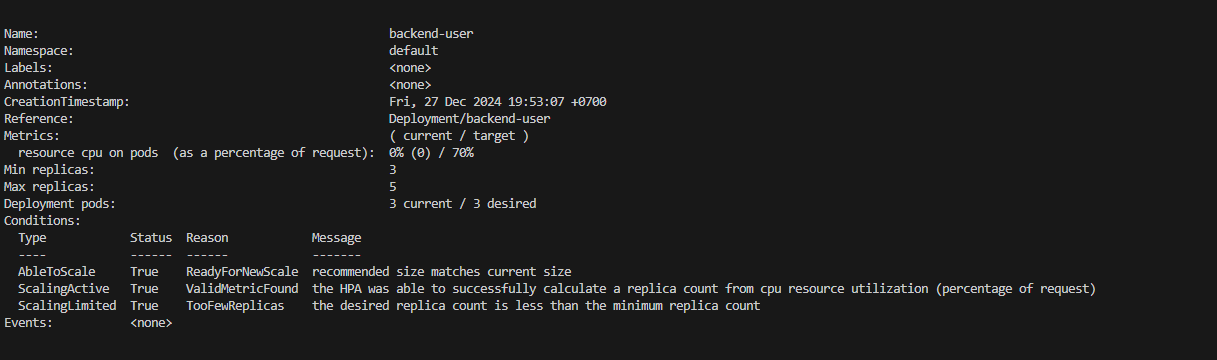 Name: backend-user
Namespace: default
Labels: <none>
Annotations: <none>
CreationTimestamp: Fri, 27 Dec 2024 19:53:07 +0700
Reference: Deployment/backend-user
Metrics: ( current / target )
  resource cpu on pods  (as a percentage of request): 0% (0) / 70%
Min replicas: 3
Max replicas: 5
Deployment pods: 3 current / 3 desired
Conditions:
  Type            Status  Reason            Message
  ----            ------  ------            -------
  AbleToScale     True    ReadyForNewScale  recommended size matches current size
  ScalingActive   True    ValidMetricFound  the HPA was able to successfully calculate a replica count from cpu resource utilization (percentage of request)
  ScalingLimited  True    TooFewReplicas    the desired replica count is less than the minimum replica count
Events:           <none>